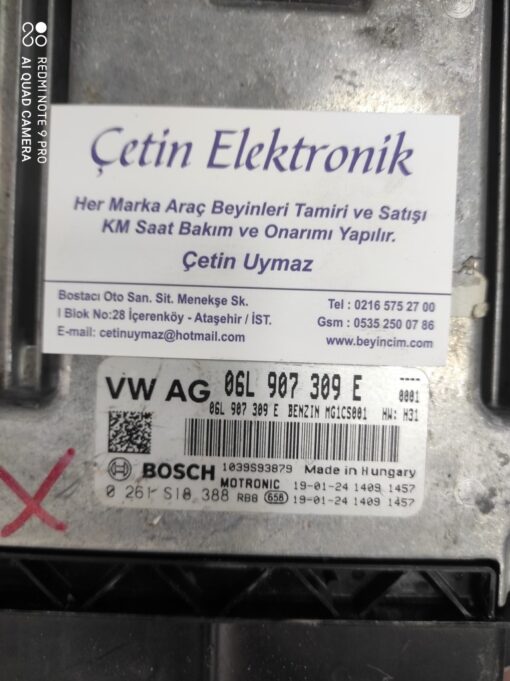 REDMI NOTE 9 PRO
AI QUAD CAMERA
Çetin Elektronik
Her Marka Araç Beyinleri Tamiri ve Satışı
KM Saat Bakım ve Onarımı Yapılır.
Çetin Uymaz
Bostacı Oto San. Sit. Menekşe Sk.
I Blok No:28 İçerenköy - Ataşehir / İST.
E-mail: cetinuymaz@hotmail.com
Tel : 0216 575 27 00
Gsm : 0535 250 07 86
www.beyincim.com
VW AG 06L 907 309 E ----
0001
06L 907 309 E BENZIN MG1CS001 HW: H31
BOSCH 1039S93879 Made in Hungary
MOTRONIC 19-01-24 1409 1457
0 261 S18 388 RBB 658 19-01-24 1409 1457